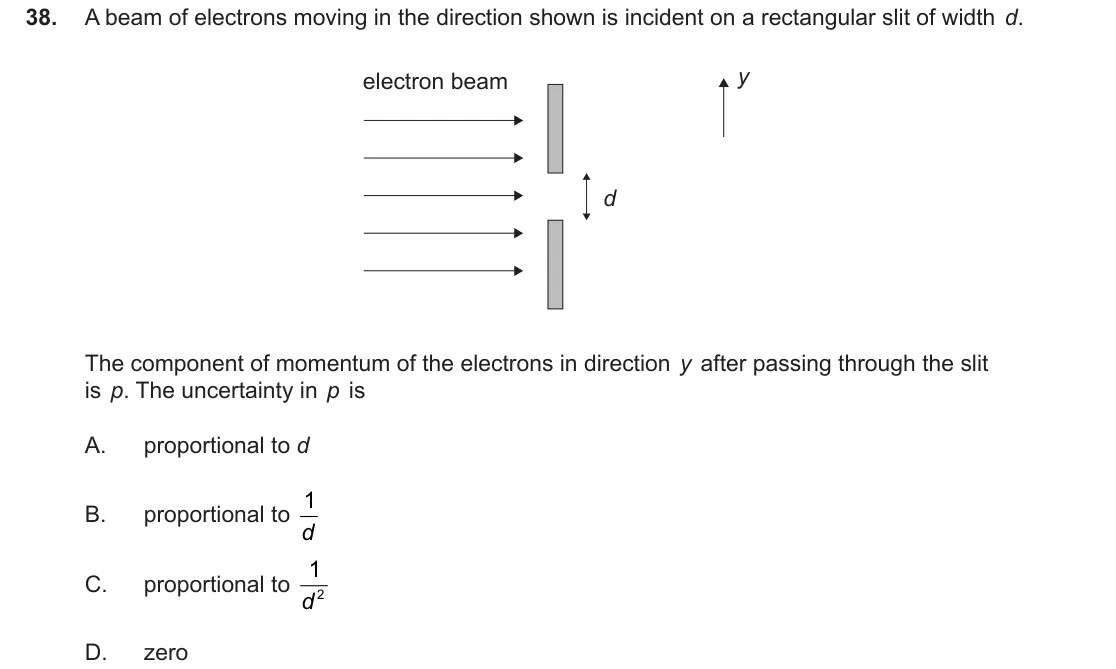 38. A beam of electrons moving in the direction shown is incident on a rectangular slit of width d.
electron beam
y
d
The component of momentum of the electrons in direction y after passing through the slit
is p. The uncertainty in p is
A. proportional to d
B. proportional to 1/d
C. proportional to 1/d²
D. zero